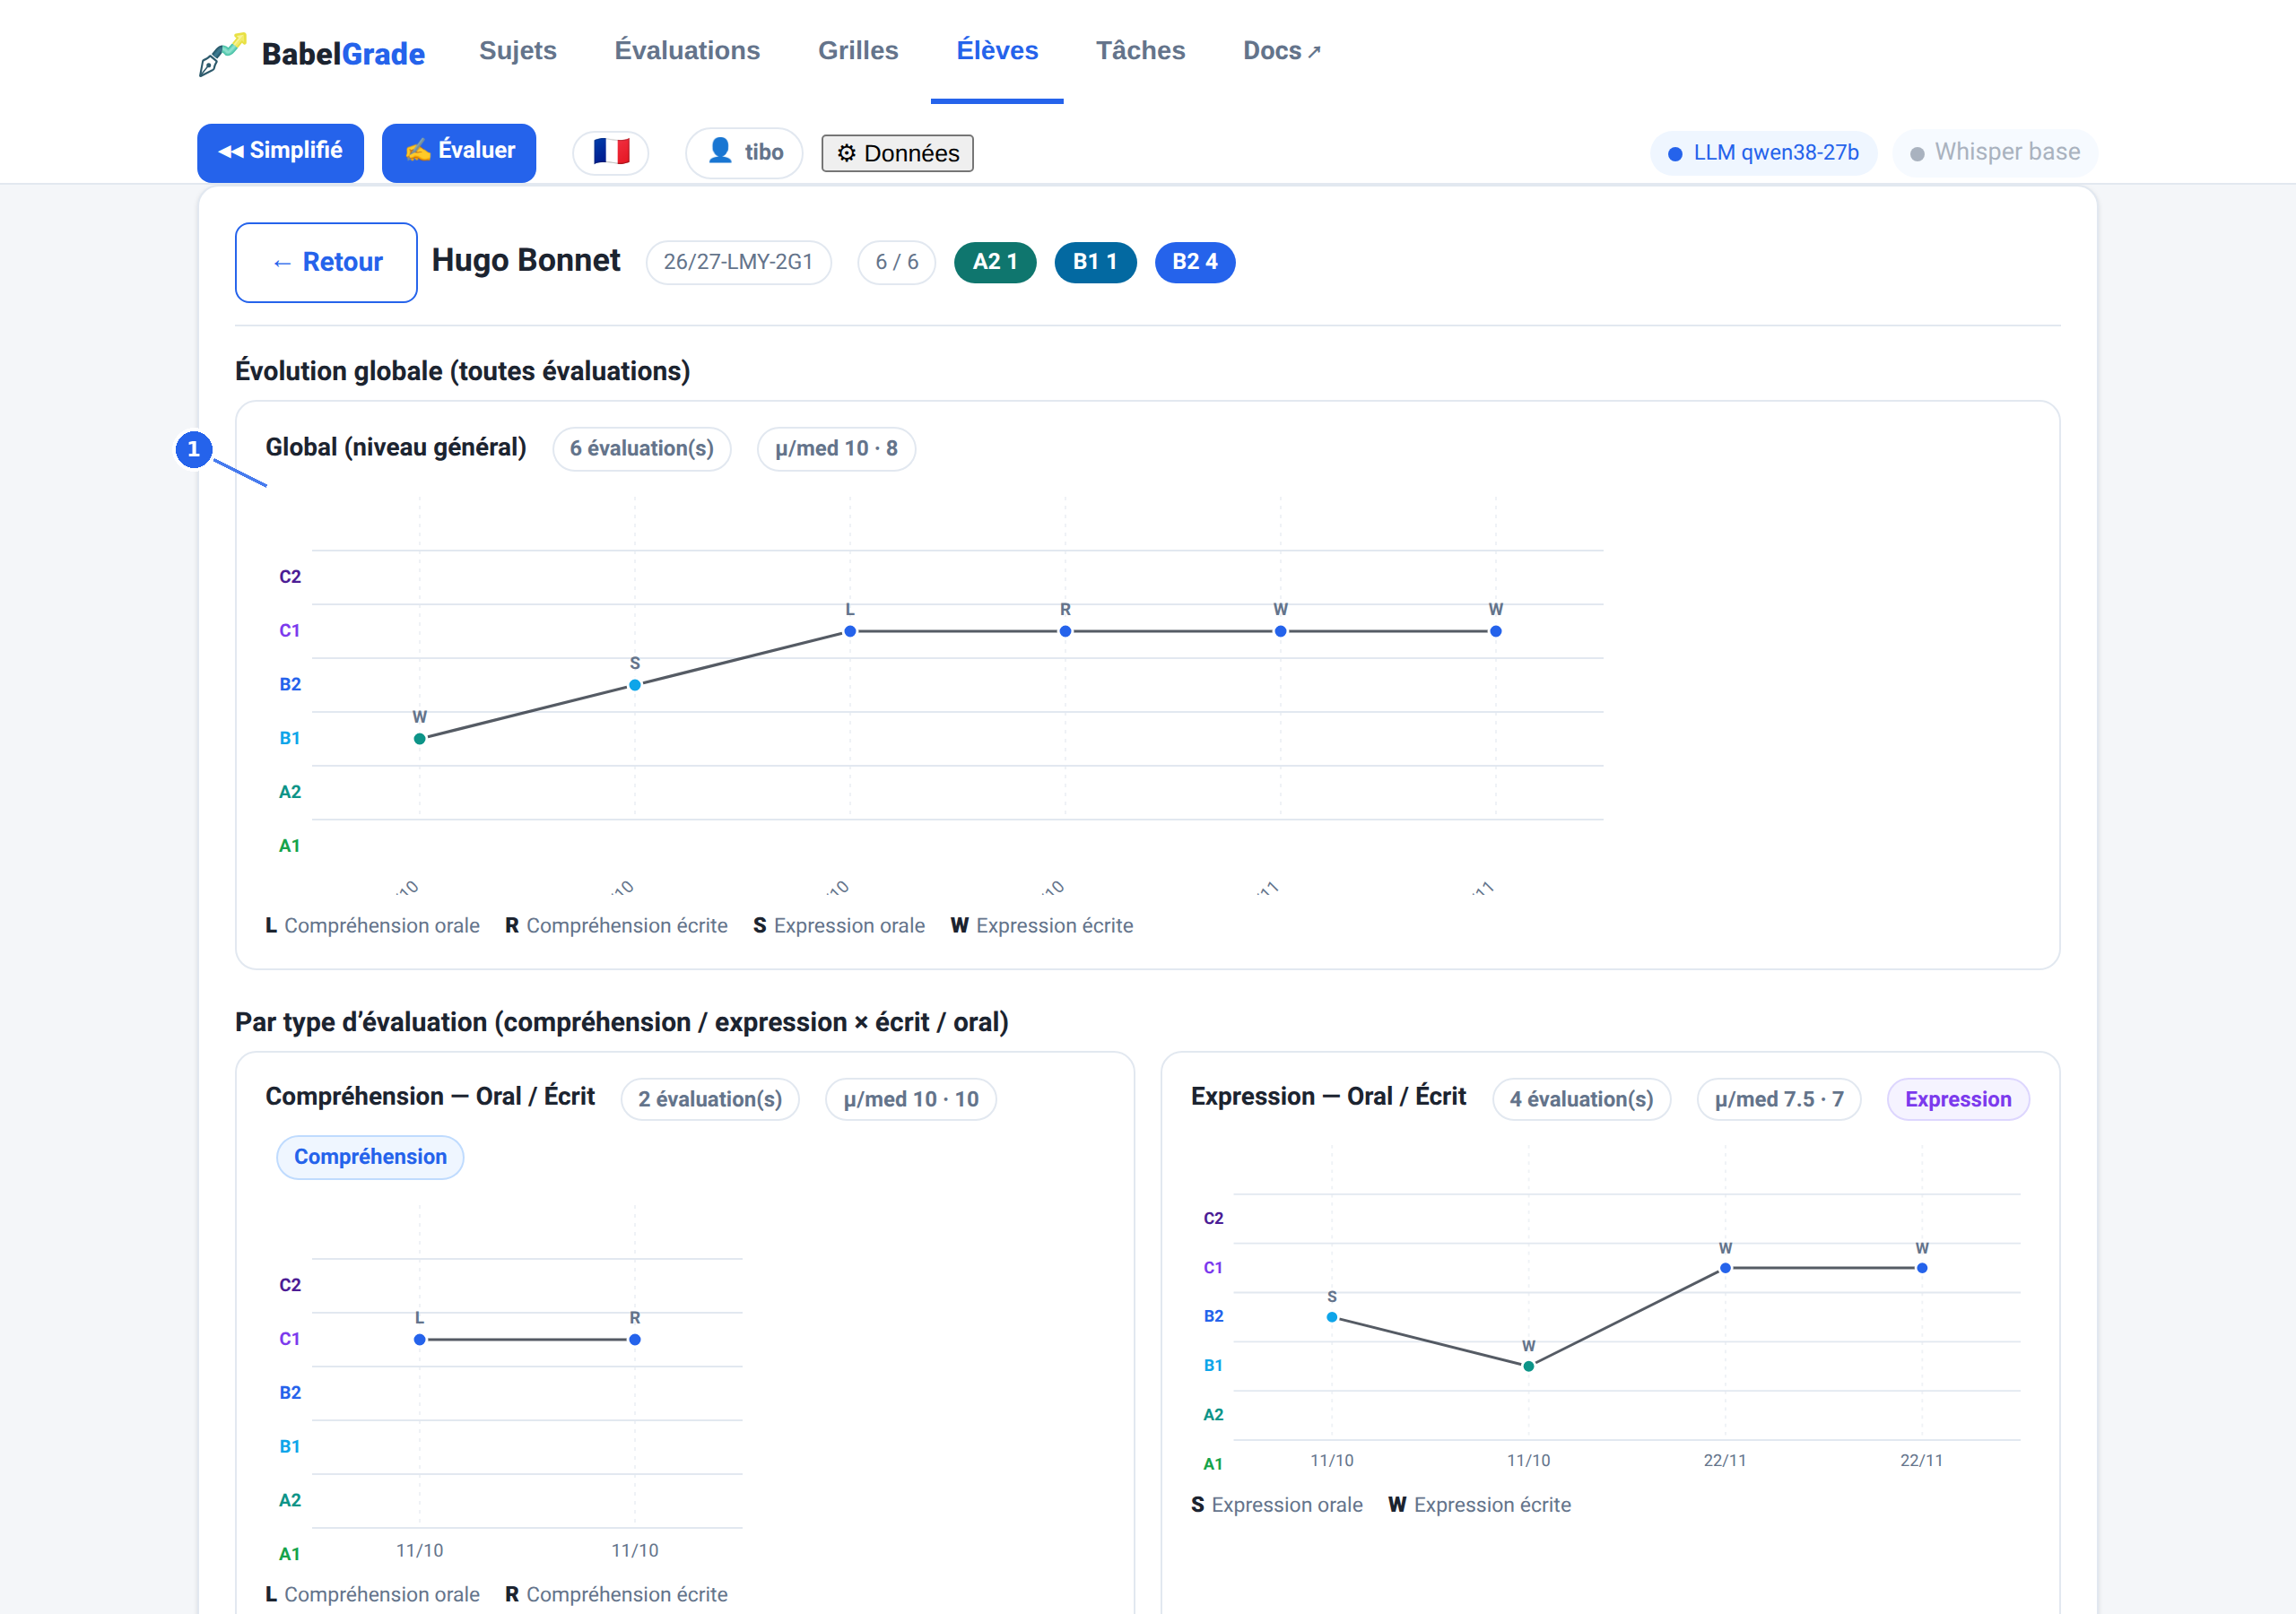 BabelGrade
Sujets
Évaluations
Grilles
Élèves
Tâches
Docs ↗
◂◂ Simplifié
✍ Évaluer
👤 tibo
⚙ Données
LLM qwen38-27b
Whisper base
← Retour
Hugo Bonnet
26/27-LMY-2G1
6 / 6
A2 1
B1 1
B2 4
Évolution globale (toutes évaluations)
1
Global (niveau général)
6 évaluation(s)
µ/med 10 · 8
C2
C1
B2
B1
A2
A1
W
S
L
R
W
W
L Compréhension orale
R Compréhension écrite
S Expression orale
W Expression écrite
Par type d’évaluation (compréhension / expression × écrit / oral)
Compréhension — Oral / Écrit
2 évaluation(s)
µ/med 10 · 10
Compréhension
C2
C1
B2
B1
A2
A1
L
R
11/10
11/10
L Compréhension orale
R Compréhension écrite
Expression — Oral / Écrit
4 évaluation(s)
µ/med 7.5 · 7
Expression
C2
C1
B2
B1
A2
A1
S
W
W
W
11/10
11/10
22/11
22/11
S Expression orale
W Expression écrite